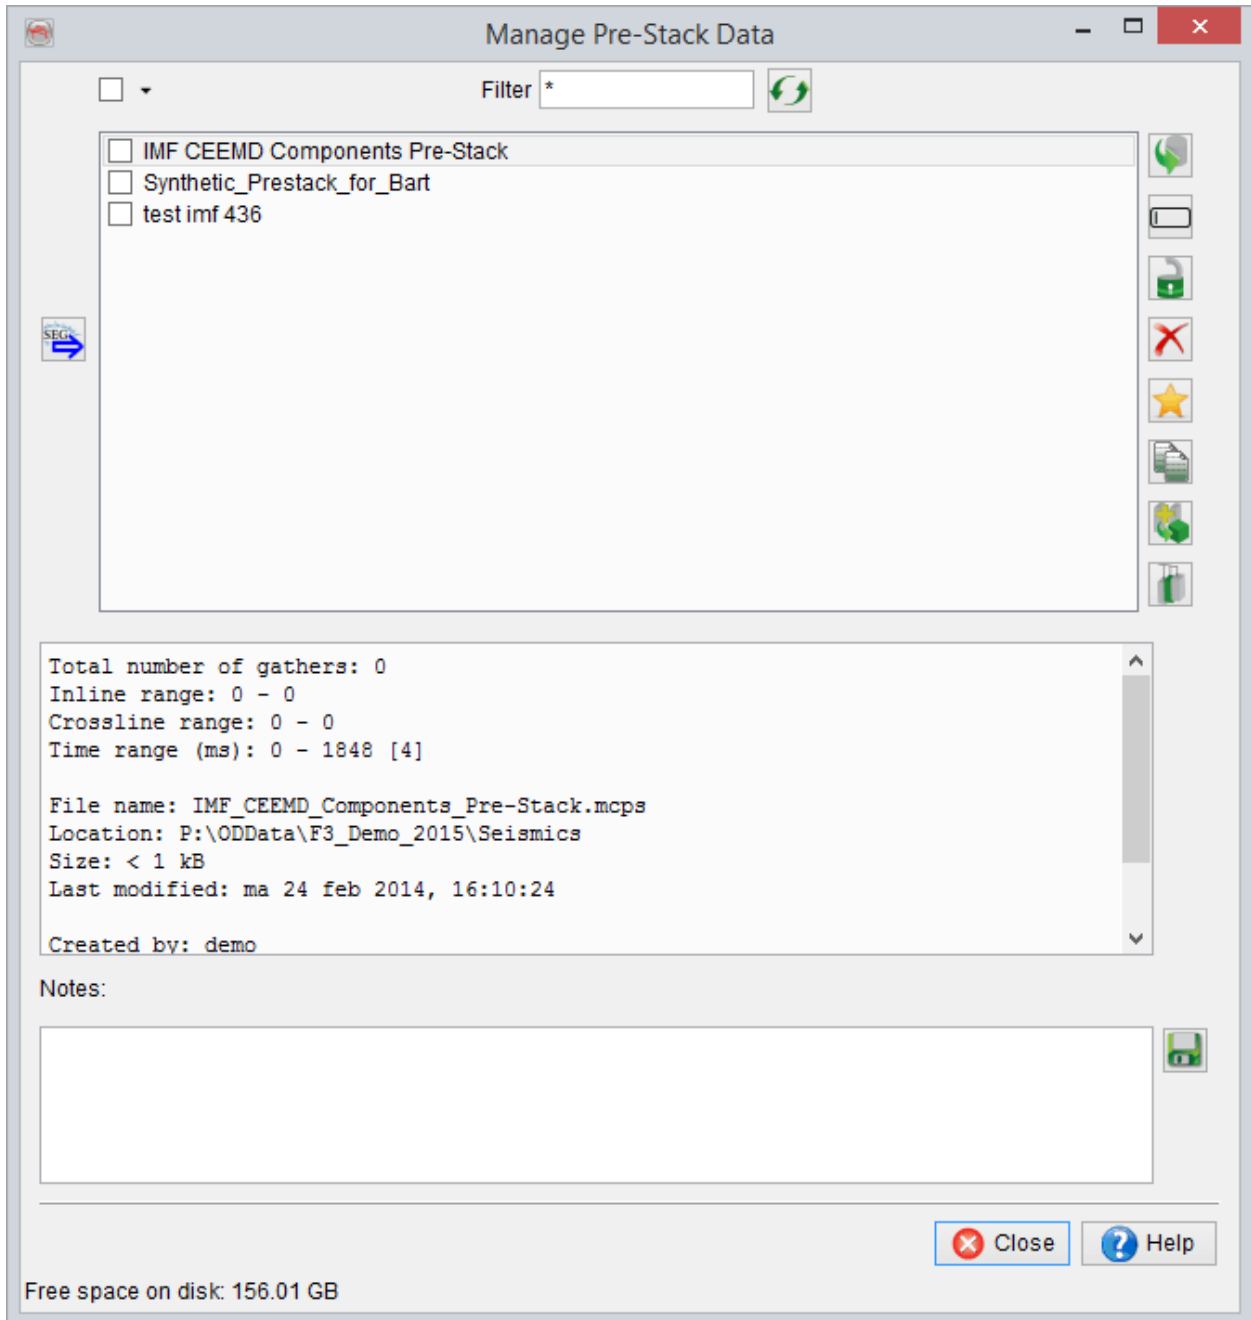 Manage Pre-Stack Data
Filter *
IMF CEEMD Components Pre-Stack
Synthetic_Prestack_for_Bart
test imf 436
SEG
Total number of gathers: 0
Inline range: 0 - 0
Crossline range: 0 - 0
Time range (ms): 0 - 1848 [4]
File name: IMF_CEEMD_Components_Pre-Stack.mcps
Location: P:\ODData\F3_Demo_2015\Seismics
Size: < 1 kB
Last modified: ma 24 feb 2014, 16:10:24
Created by: demo
Notes:
Close
Help
Free space on disk: 156.01 GB